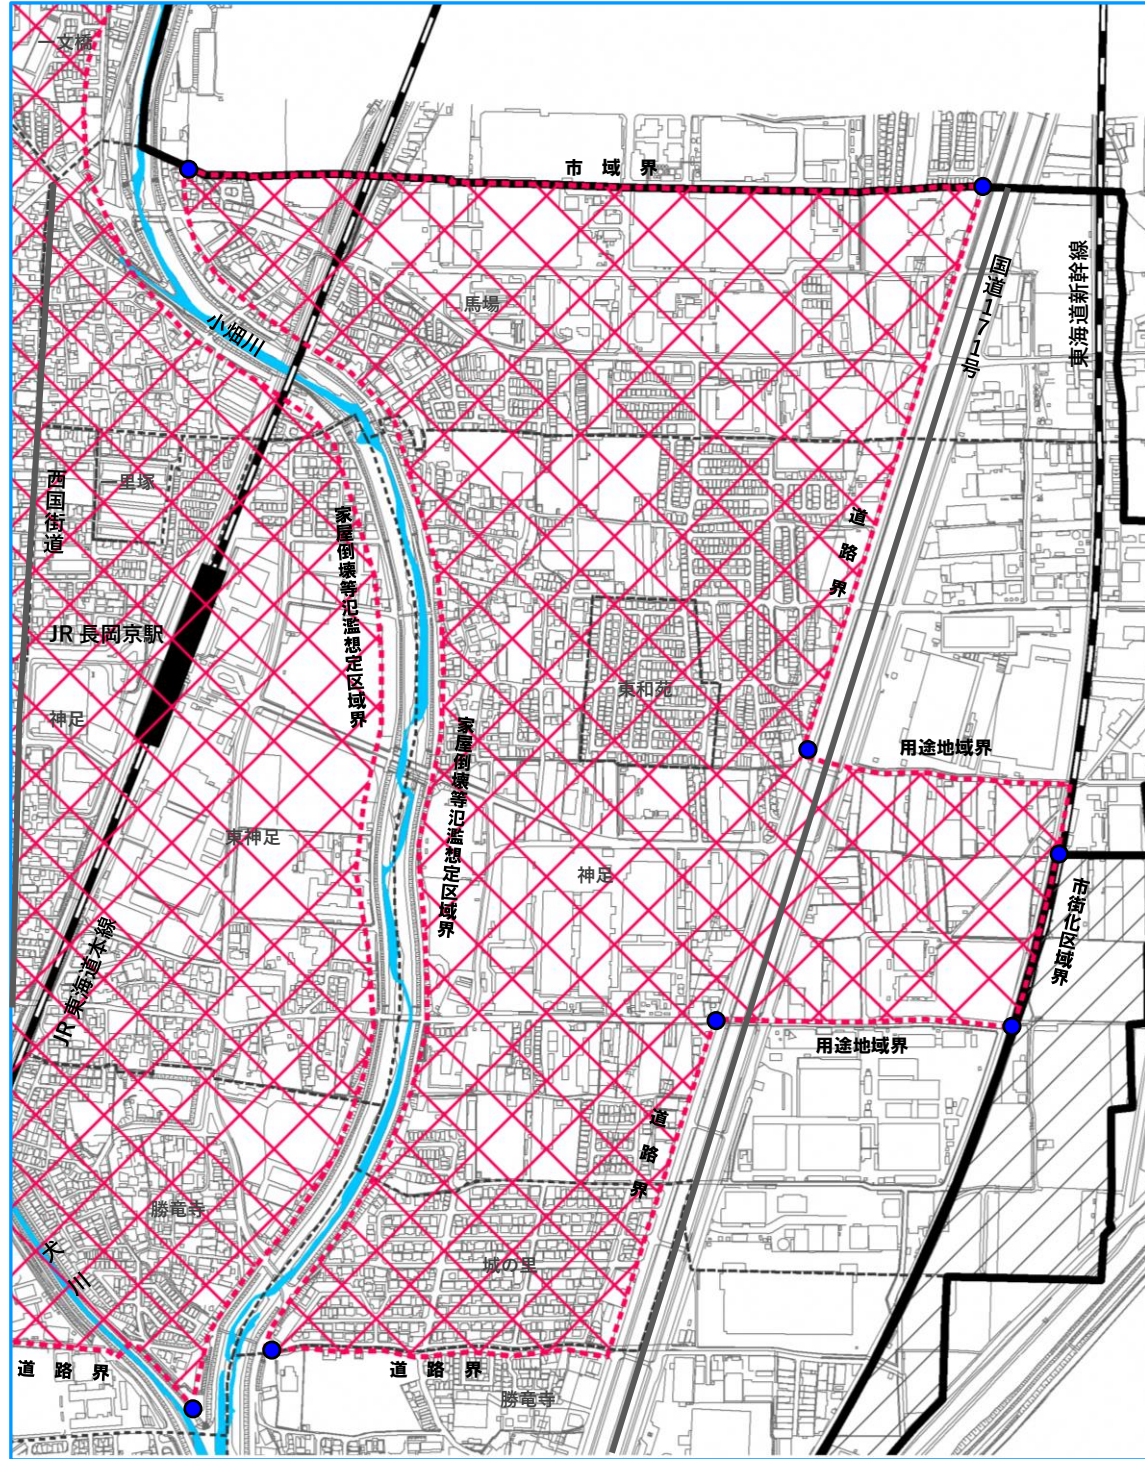 一文橋
市域界
国道171号
東海道新幹線
馬場
小畑川
西国街道
一里塚
家屋倒壊等氾濫想定区域界
道路界
JR 長岡京駅
神足
東和苑
家屋倒壊等氾濫想定区域界
用途地域界
東神足
神足
市街化区域界
JR 東海道本線
用途地域界
道路界
勝竜寺
犬川
城の里
道路界
道路界
勝竜寺